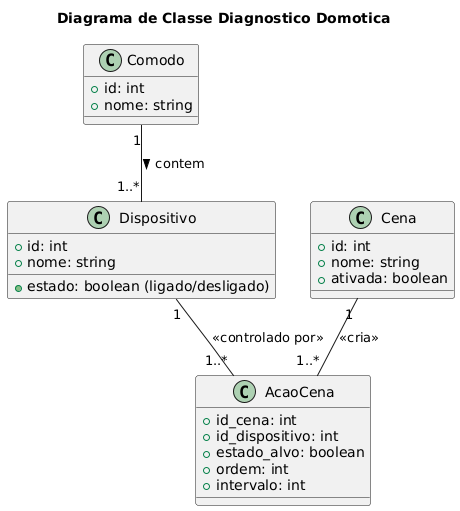 Diagrama de Classe Diagnostico Domotica
C Comodo
id: int
nome: string
1
contem
1..*
C Dispositivo
id: int
nome: string
estado: boolean (ligado/desligado)
C Cena
id: int
nome: string
ativada: boolean
1
«controlado por»
1..*
1
«cria»
1..*
C AcaoCena
id_cena: int
id_dispositivo: int
estado_alvo: boolean
ordem: int
intervalo: int